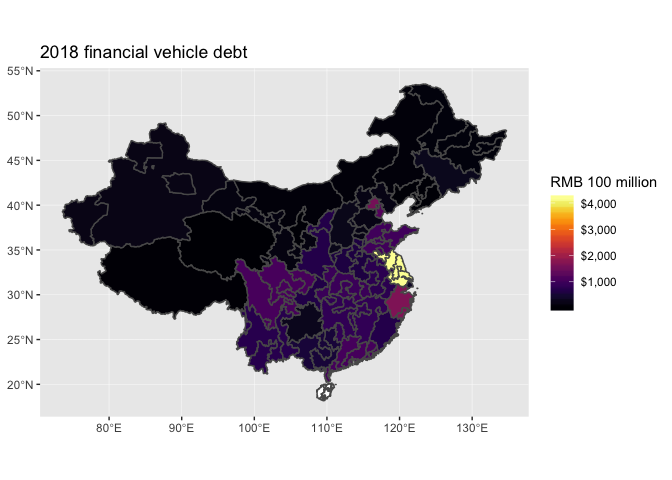 2018 financial vehicle debt
55°N
50°N
45°N
40°N
35°N
30°N
25°N
20°N
80°E 90°E 100°E 110°E 120°E 130°E
RMB 100 million
$4,000
$3,000
$2,000
$1,000